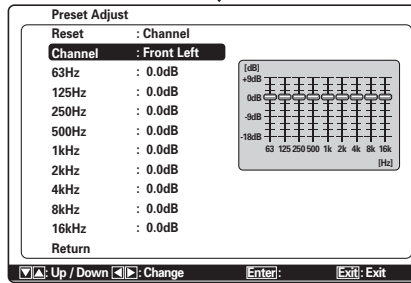 Preset Adjust
Reset : Channel
Channel : Front Left
63Hz : 0.0dB
125Hz : 0.0dB
250Hz : 0.0dB
500Hz : 0.0dB
1kHz : 0.0dB
2kHz : 0.0dB
4kHz : 0.0dB
8kHz : 0.0dB
16kHz : 0.0dB
Return
[dB]
+9dB
0dB
-9dB
-18dB
63 125 250 500 1k 2k 4k 8k 16k
[Hz]
▼▲: Up / Down ◀▶: Change Enter: Exit: Exit